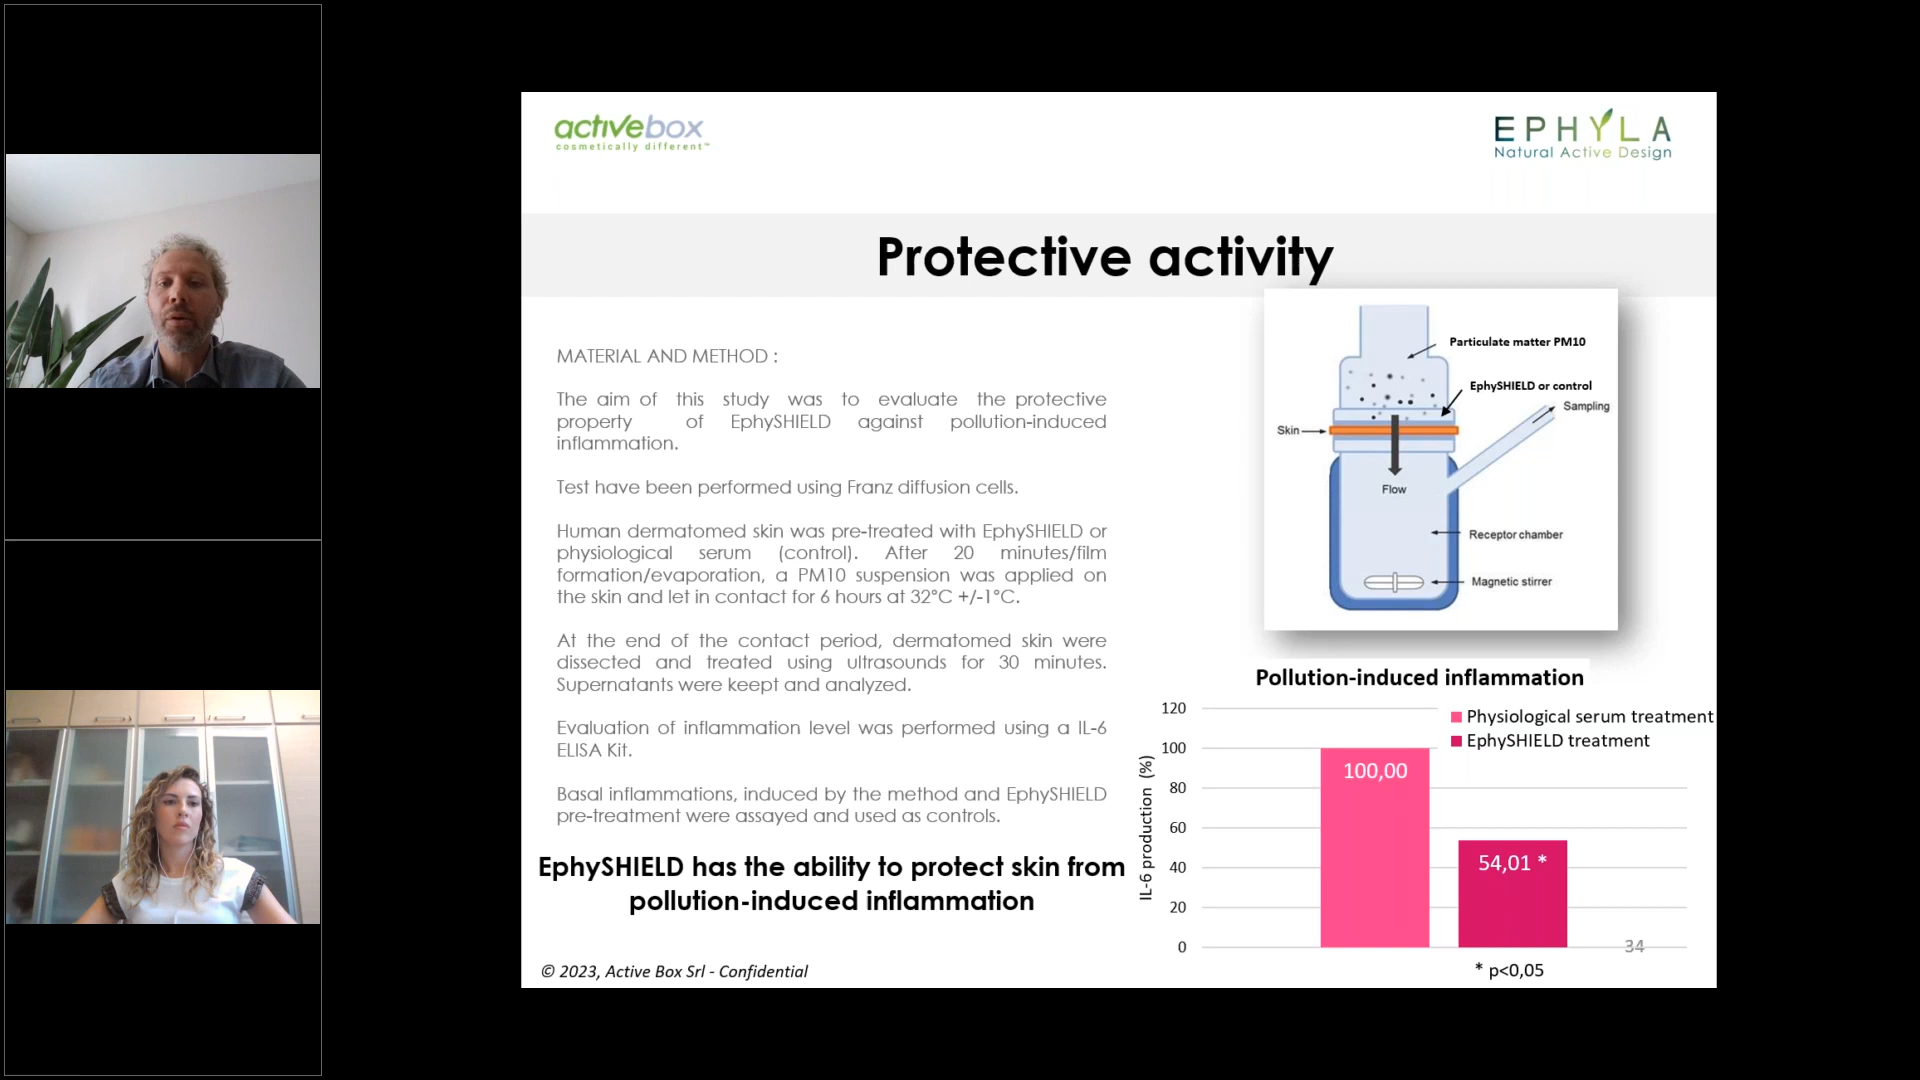 activebox
cosmetically different™
EPHYLA
Natural Active Design
Protective activity
MATERIAL AND METHOD :
The aim of this study was to evaluate the protective
property of EphySHIELD against pollution-induced
inflammation.
Test have been performed using Franz diffusion cells.
Human dermatomed skin was pre-treated with EphySHIELD or
physiological serum (control). After 20 minutes/film
formation/evaporation, a PM10 suspension was applied on
the skin and let in contact for 6 hours at 32°C +/-1°C.
At the end of the contact period, dermatomed skin were
dissected and treated using ultrasounds for 30 minutes.
Supernatants were keept and analyzed.
Evaluation of inflammation level was performed using a IL-6
ELISA Kit.
Basal inflammations, induced by the method and EphySHIELD
pre-treatment were assayed and used as controls.
EphySHIELD has the ability to protect skin from
pollution-induced inflammation
© 2023, Active Box Srl - Confidential
Particulate matter PM10
EphySHIELD or control
Sampling
Skin
Flow
Receptor chamber
Magnetic stirrer
Pollution-induced inflammation
Physiological serum treatment
EphySHIELD treatment
IL-6 production (%)
120
100
80
60
40
20
0
100,00
54,01 *
34
* p<0,05